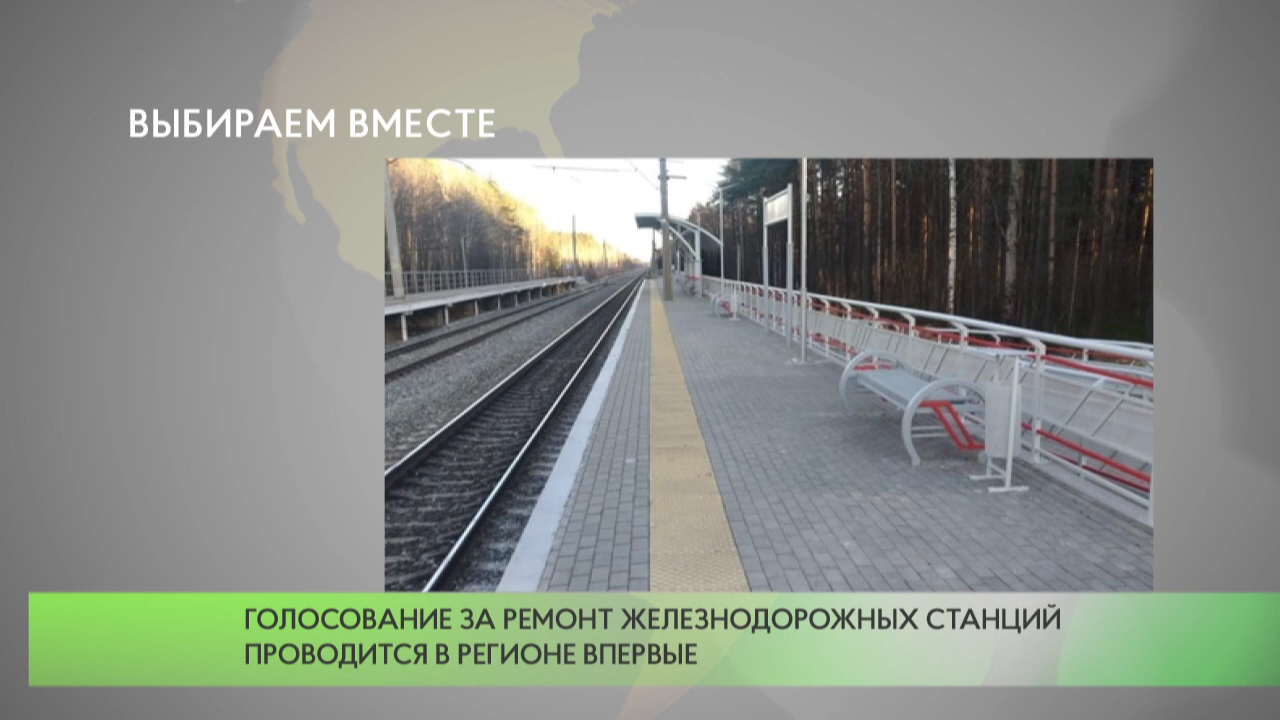 ВЫБИРАЕМ ВМЕСТЕ
ГОЛОСОВАНИЕ ЗА РЕМОНТ ЖЕЛЕЗНОДОРОЖНЫХ СТАНЦИЙ
ПРОВОДИТСЯ В РЕГИОНЕ ВПЕРВЫЕ